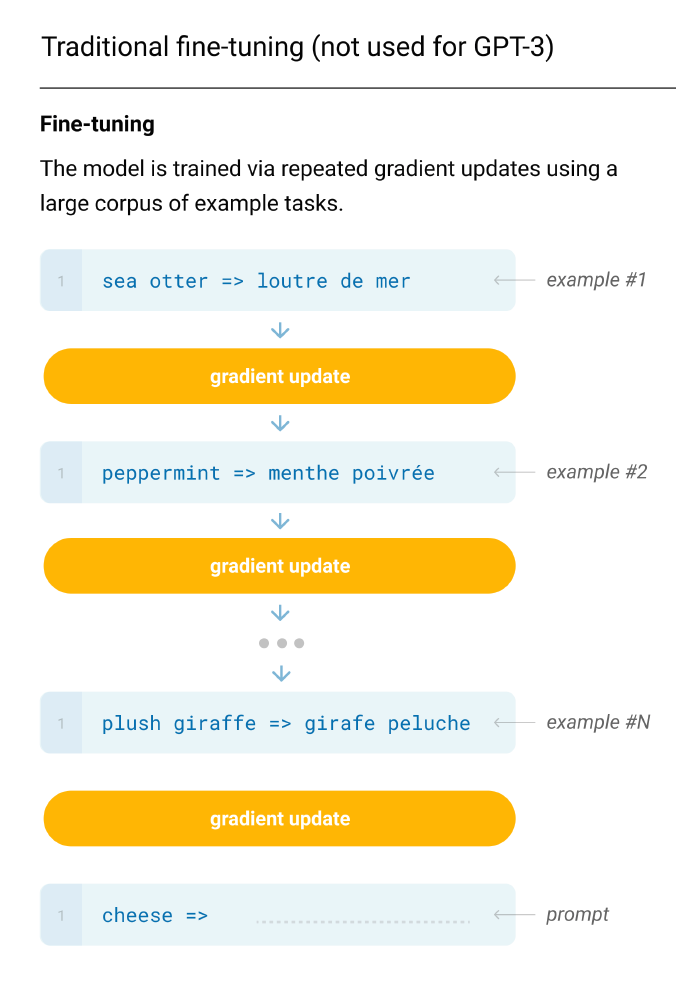 Traditional fine-tuning (not used for GPT-3)
Fine-tuning
The model is trained via repeated gradient updates using a
large corpus of example tasks.
1 sea otter => loutre de mer example #1
gradient update
1 peppermint => menthe poivrée example #2
gradient update
1 plush giraffe => girafe peluche example #N
gradient update
1 cheese => prompt